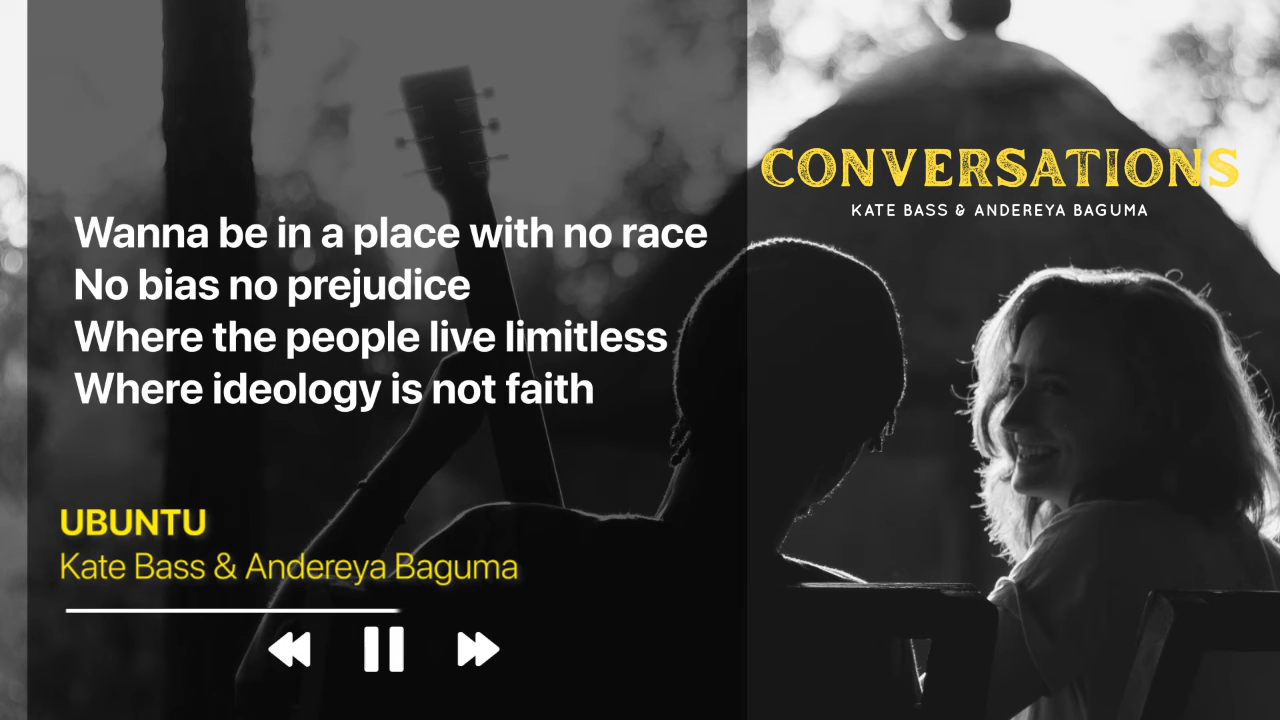 Wanna be in a place with no race
No bias no prejudice
Where the people live limitless
Where ideology is not faith
UBUNTU
Kate Bass & Andereya Baguma
CONVERSATIONS
KATE BASS & ANDEREYA BAGUMA